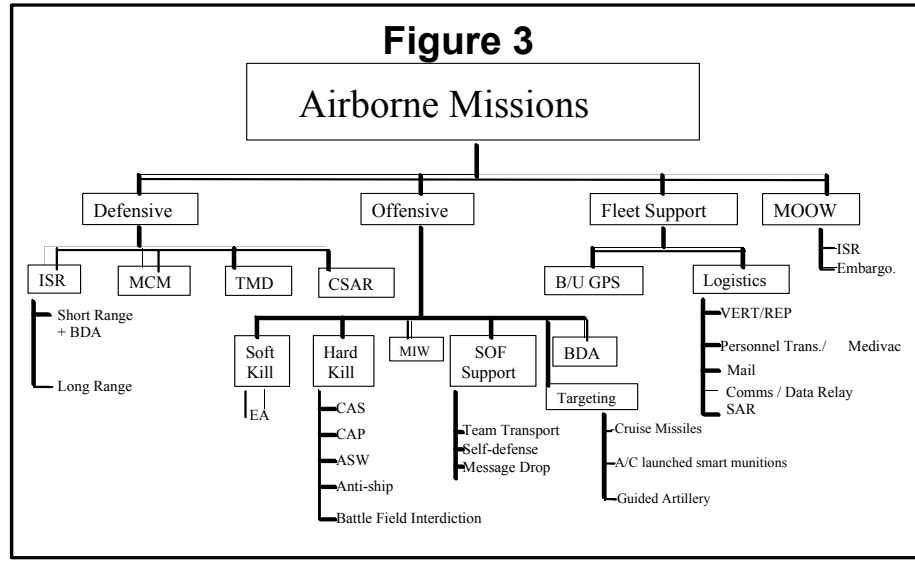 Figure 3
Airborne Missions
Defensive
Offensive
Fleet Support
MOOW
ISR
MCM
TMD
CSAR
Short Range
+ BDA
Long Range
Soft
Kill
EA
Hard
Kill
CAS
CAP
ASW
Anti-ship
Battle Field Interdiction
MIW
SOF
Support
Team Transport
Self-defense
Message Drop
BDA
Targeting
Cruise Missiles
A/C launched smart munitions
Guided Artillery
B/U GPS
Logistics
VERT/REP
Personnel Trans./ Medivac
Mail
Comms / Data Relay
SAR
ISR
Embargo.